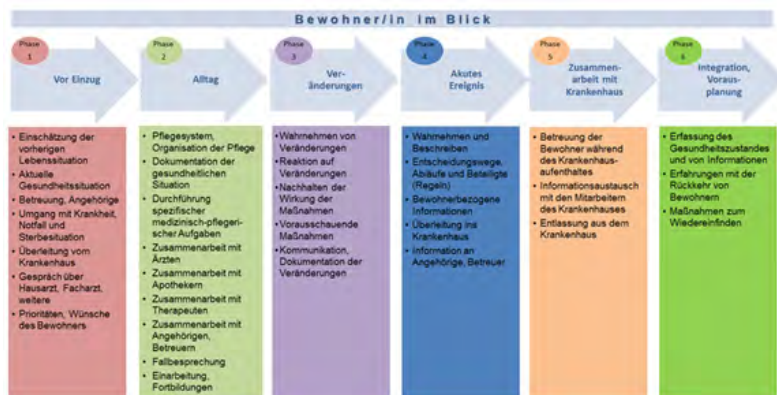 Bewohner/in im Blick
Phase
1
Vor Einzug
Phase
2
Alltag
Phase
3
Ver-
änderungen
Phase
4
Akutes
Ereignis
Phase
5
Zusammen-
arbeit mit
Krankenhaus
Phase
6
Integration,
Voraus-
planung
• Einschätzung der
vorherigen
Lebenssituation
• Aktuelle
Gesundheitssituation
• Betreuung, Angehörige
• Umgang mit Krankheit,
Notfall und
Sterbesituation
• Überleitung vom
Krankenhaus
• Gespräch über
Hausarzt, Facharzt,
weitere
• Prioritäten, Wünsche
des Bewohners
• Pflegesystem,
Organisation der Pflege
• Dokumentation der
gesundheitlichen
Situation
• Durchführung
spezifischer
medizinisch-pflegeri-
scher Aufgaben
• Zusammenarbeit mit
Ärzten
• Zusammenarbeit mit
Apothekern
• Zusammenarbeit mit
Therapeuten
• Zusammenarbeit mit
Angehörigen,
Betreuern
• Fallbesprechung
• Einarbeitung,
Fortbildungen
• Wahrnehmen von
Veränderungen
• Reaktion auf
Veränderungen
• Nachhalten der
Wirkung der
Maßnahmen
• Vorausschauende
Maßnahmen
• Kommunikation,
Dokumentation der
Veränderungen
• Wahrnehmen und
Beschreiben
• Entscheidungswege,
Abläufe und Beteiligte
(Regeln)
• Bewohnerbezogene
Informationen
• Überleitung ins
Krankenhaus
• Information an
Angehörige, Betreuer
• Betreuung der
Bewohner während
des Krankenhaus-
aufenthaltes
• Informationsaustausch
mit den Mitarbeitern
des Krankenhauses
• Entlassung aus dem
Krankenhaus
• Erfassung des
Gesundheitszustandes
und von Informationen
• Erfahrungen mit der
Rückkehr von
Bewohnern
• Maßnahmen zum
Wiedereinfinden